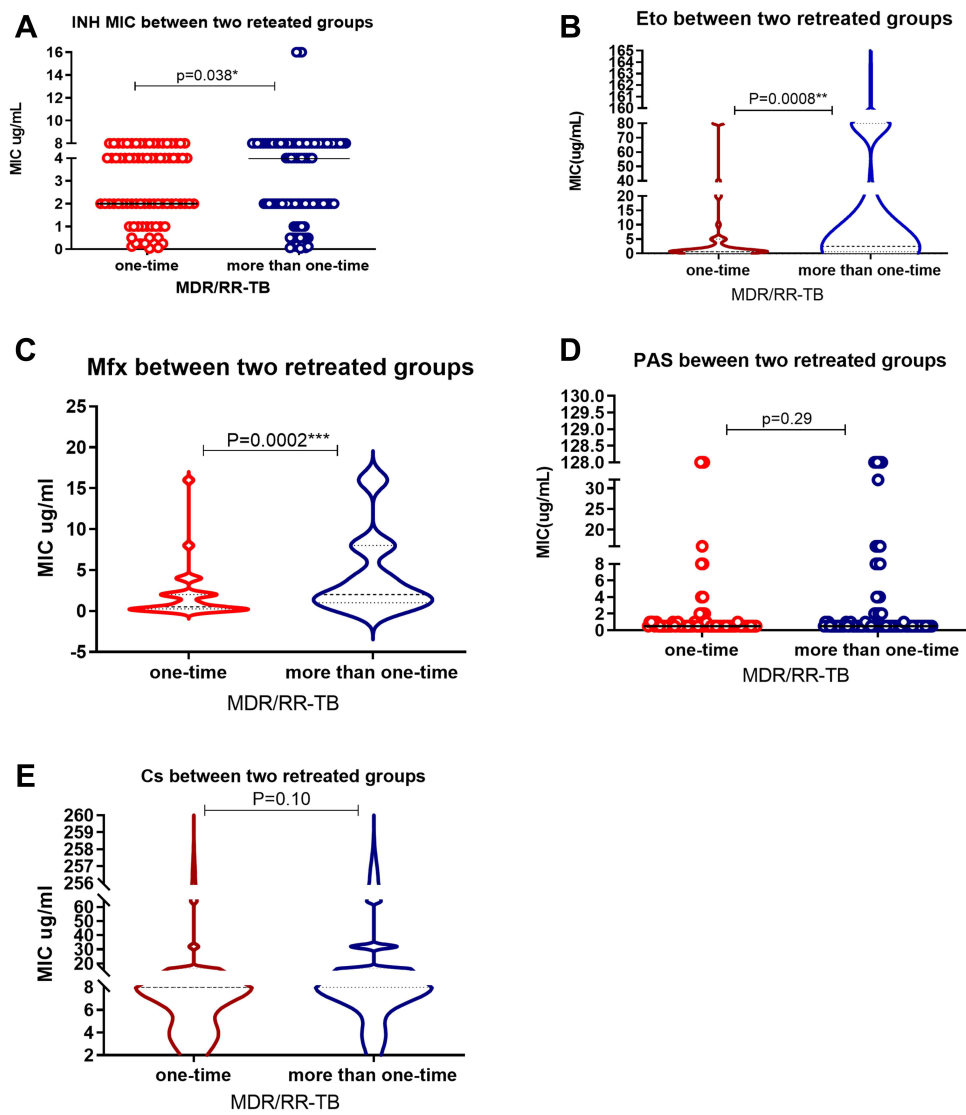 A
INH MIC between two reteated groups
16
14
12
10
8
4
3
2
1
0
MIC ug/mL
p=0.038*
one-time
more than one-time
MDR/RR-TB
B
Eto between two retreated groups
165
164
163
162
161
160
80
70
60
50
40
20
15
10
5
0
MIC(ug/mL)
P=0.0008**
one-time
more than one-time
MDR/RR-TB
C
Mfx between two retreated groups
25
20
15
10
5
0
-5
MIC ug/ml
P=0.0002***
one-time
more than one-time
MDR/RR-TB
D
PAS beween two retreated groups
130.0
129.5
129.0
128.5
128.0
30
20
8
6
4
2
0
MIC(ug/mL)
p=0.29
one-time
more than one-time
MDR/RR-TB
E
Cs between two retreated groups
260
259
258
257
256
60
50
40
30
20
8
6
4
2
MIC ug/ml
P=0.10
one-time
more than one-time
MDR/RR-TB